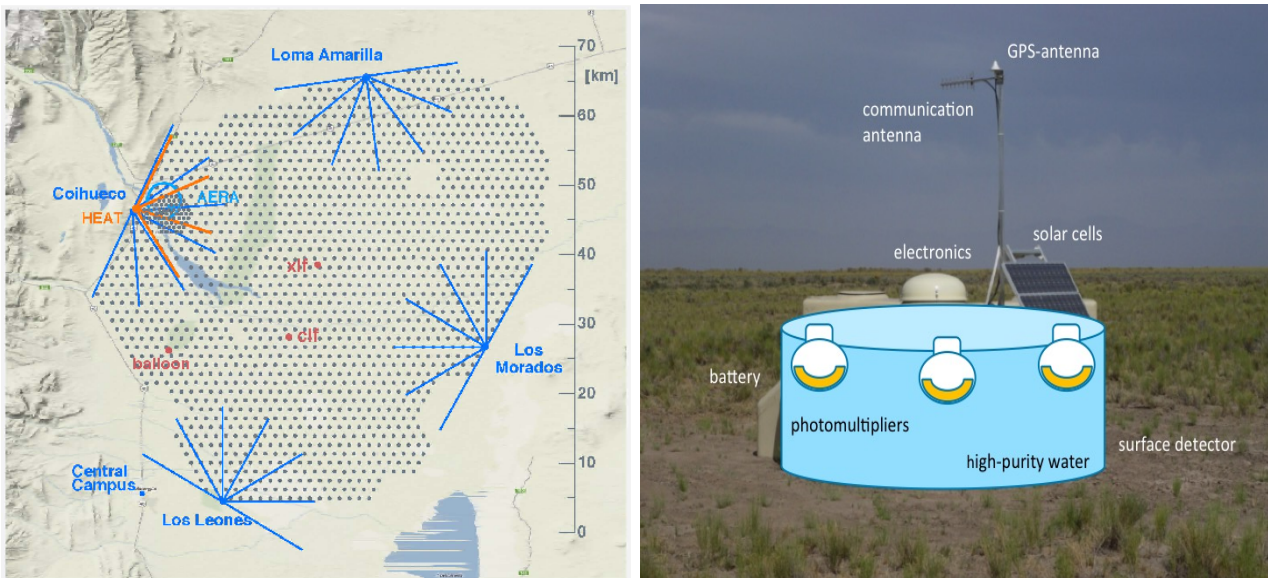 Loma Amarilla
70
[km]
60
50
Coihueco
AERA
HEAT
40
xlf
30
clf
balloon
Los
Morados
20
Central
Campus
10
Los Leones
0
GPS-antenna
communication
antenna
solar cells
electronics
battery
photomultipliers
surface detector
high-purity water